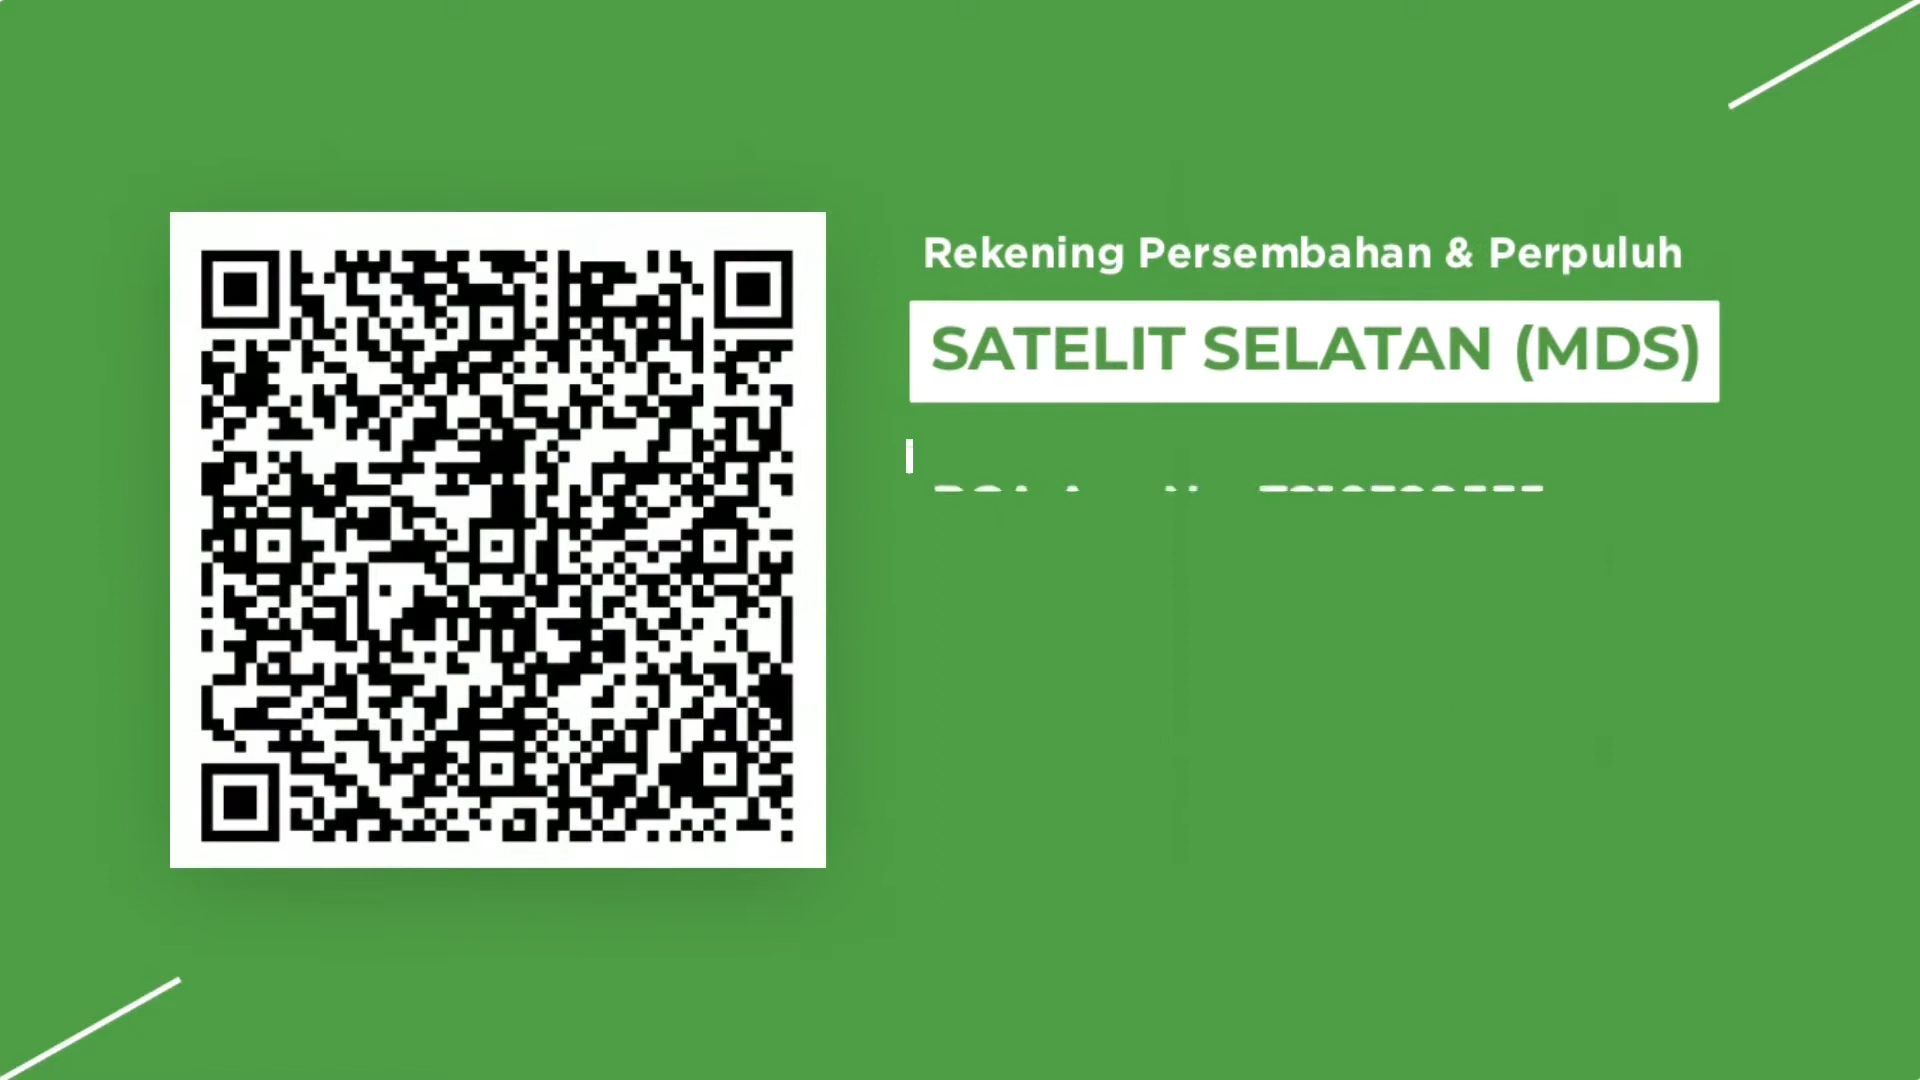 Rekening Persembahan & Perpuluh
SATELIT SELATAN (MDS)